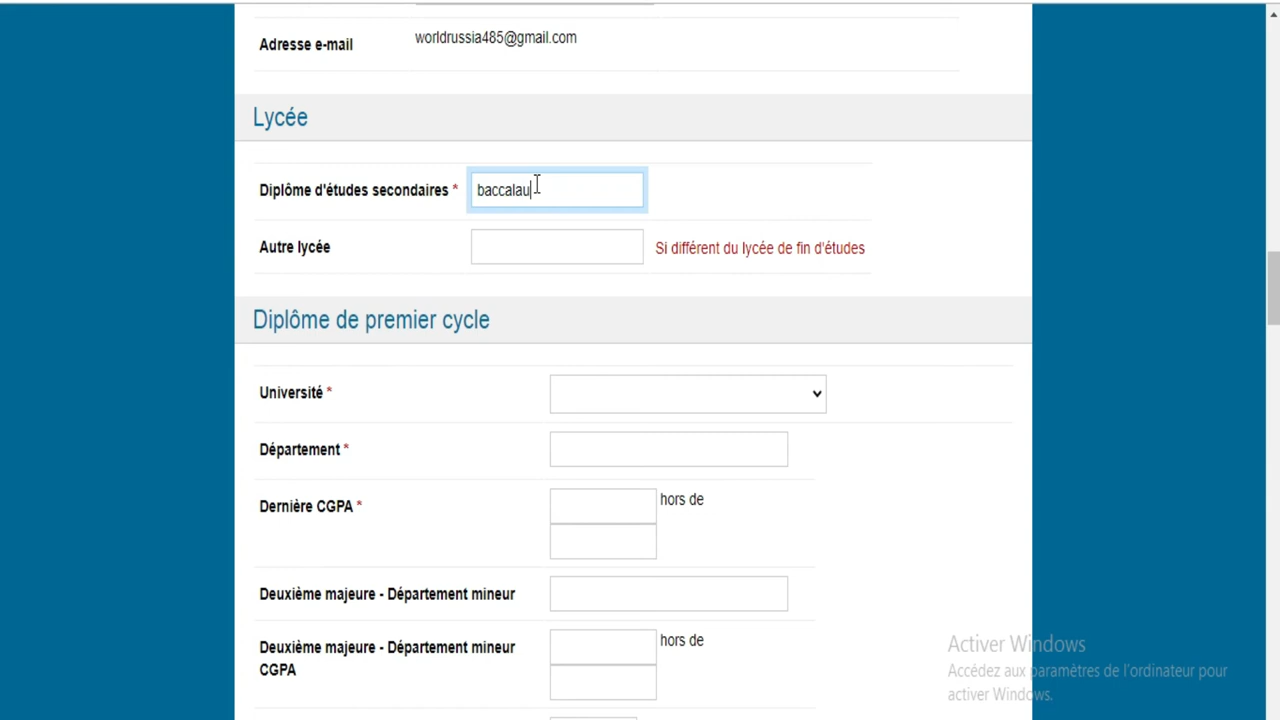 Adresse e-mail worldrussia485@gmail.com
Lycée
Diplôme d'études secondaires * baccalau
Autre lycée Si différent du lycée de fin d'études
Diplôme de premier cycle
Université *
Département *
Dernière CGPA * hors de
Deuxième majeure - Département mineur
Deuxième majeure - Département mineur hors de
CGPA
Activer Windows
Accédez aux paramètres de l'ordinateur pour
activer Windows.